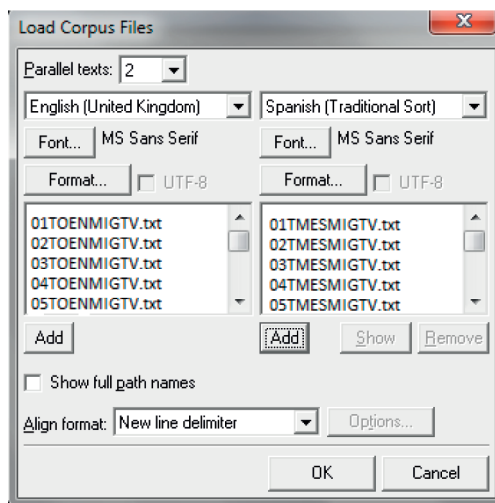 Load Corpus Files
Parallel texts: 2
English (United Kingdom) Spanish (Traditional Sort)
Font... MS Sans Serif Font... MS Sans Serif
Format... UTF-8 Format... UTF-8
01TOENMIGTV.txt 01TMESMIGTV.txt
02TOENMIGTV.txt 02TMESMIGTV.txt
03TOENMIGTV.txt 03TMESMIGTV.txt
04TOENMIGTV.txt 04TMESMIGTV.txt
05TOENMIGTV.txt 05TMESMIGTV.txt
Add Add Show Remove
Show full path names
Align format: New line delimiter Options...
OK Cancel